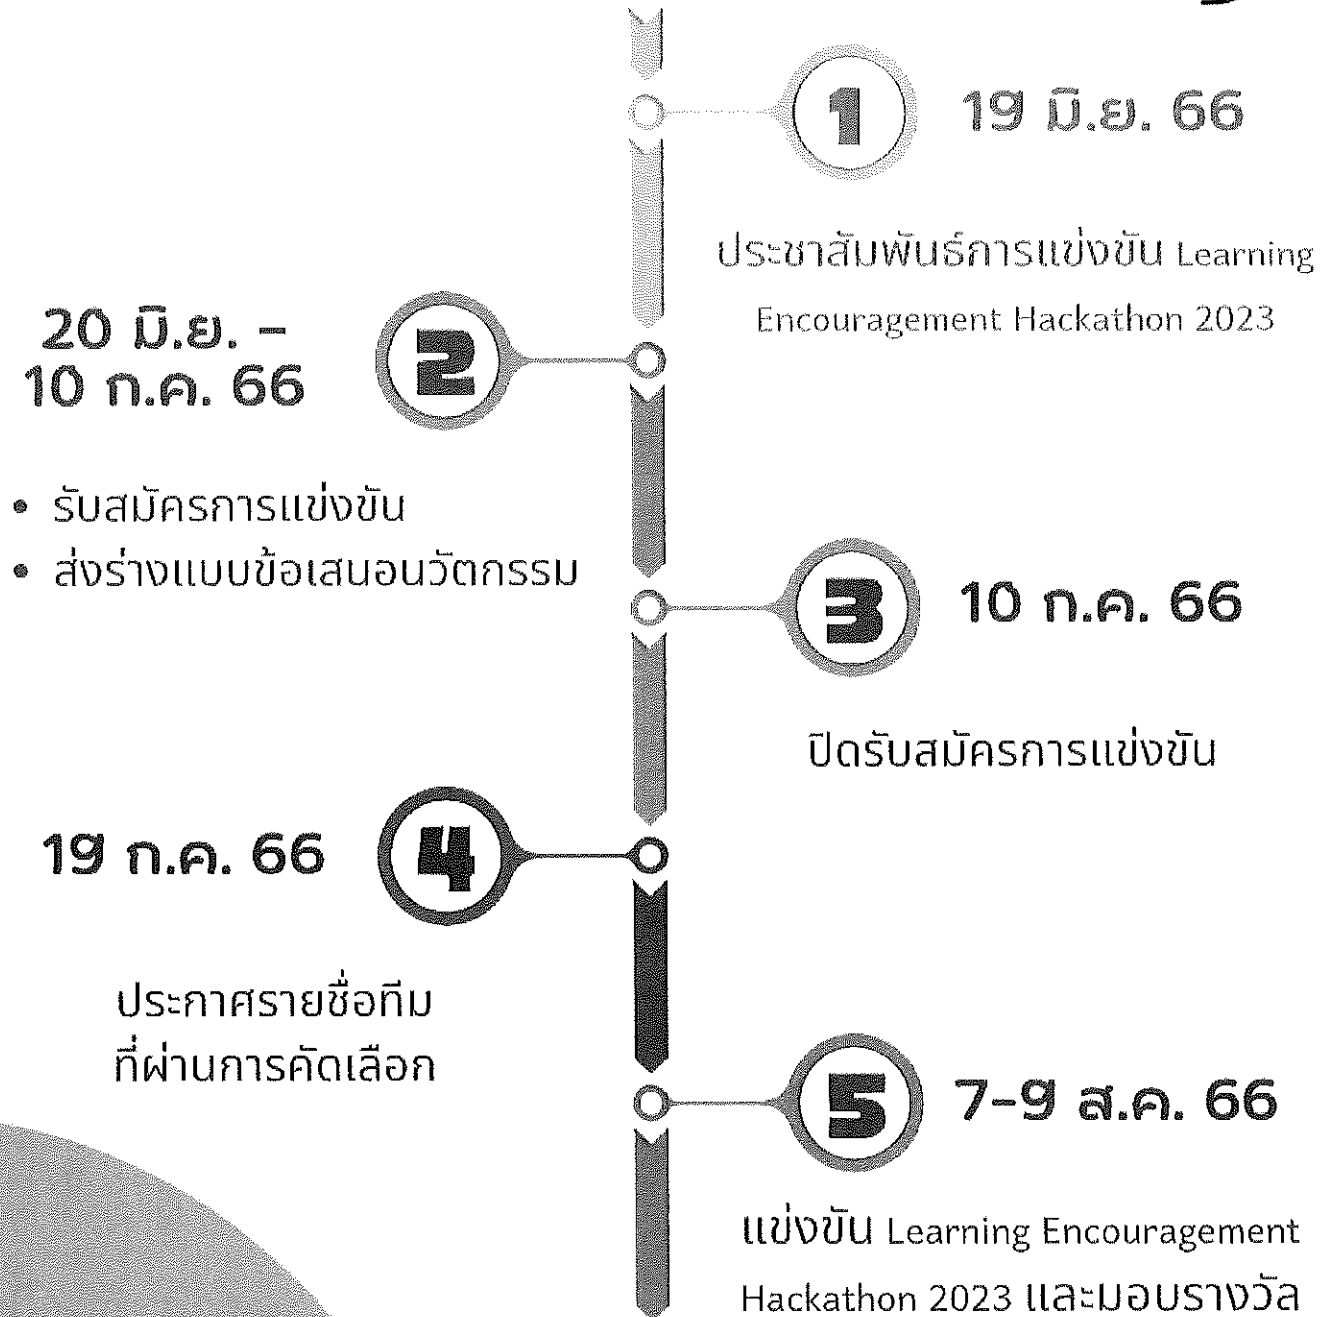 1
19 มิ.ย. 66
ประชาสัมพันธ์การแข่งขัน Learning
Encouragement Hackathon 2023
20 มิ.ย. –
10 ก.ค. 66
2
• รับสมัครการแข่งขัน
• ส่งร่างแบบข้อเสนอนวัตกรรม
3
10 ก.ค. 66
ปิดรับสมัครการแข่งขัน
19 ก.ค. 66
4
ประกาศรายชื่อทีม
ที่ผ่านการคัดเลือก
5
7-9 ส.ค. 66
แข่งขัน Learning Encouragement
Hackathon 2023 และมอบรางวัล